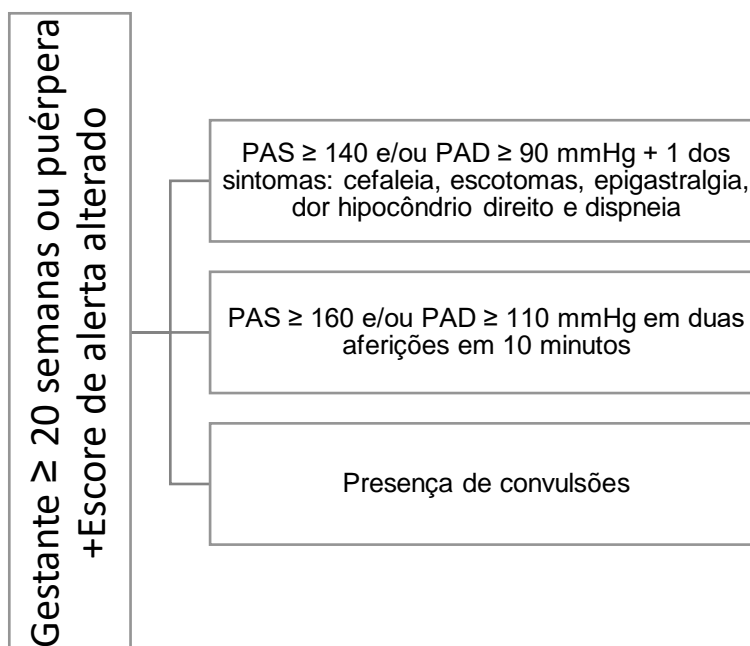 Gestante ≥ 20 semanas ou puérpera
+Escore de alerta alterado
PAS ≥ 140 e/ou PAD ≥ 90 mmHg + 1 dos
sintomas: cefaleia, escotomas, epigastralgia,
dor hipocôndrio direito e dispneia
PAS ≥ 160 e/ou PAD ≥ 110 mmHg em duas
aferições em 10 minutos
Presença de convulsões